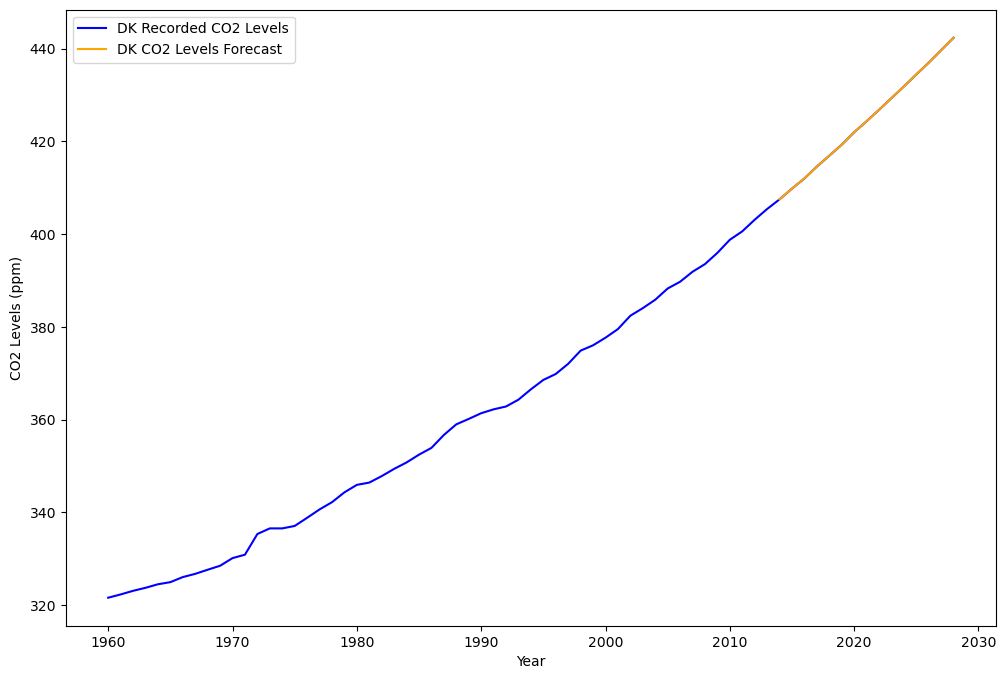 DK Recorded CO2 Levels
DK CO2 Levels Forecast
CO2 Levels (ppm)
440
420
400
380
360
340
320
1960 1970 1980 1990 2000 2010 2020 2030
Year